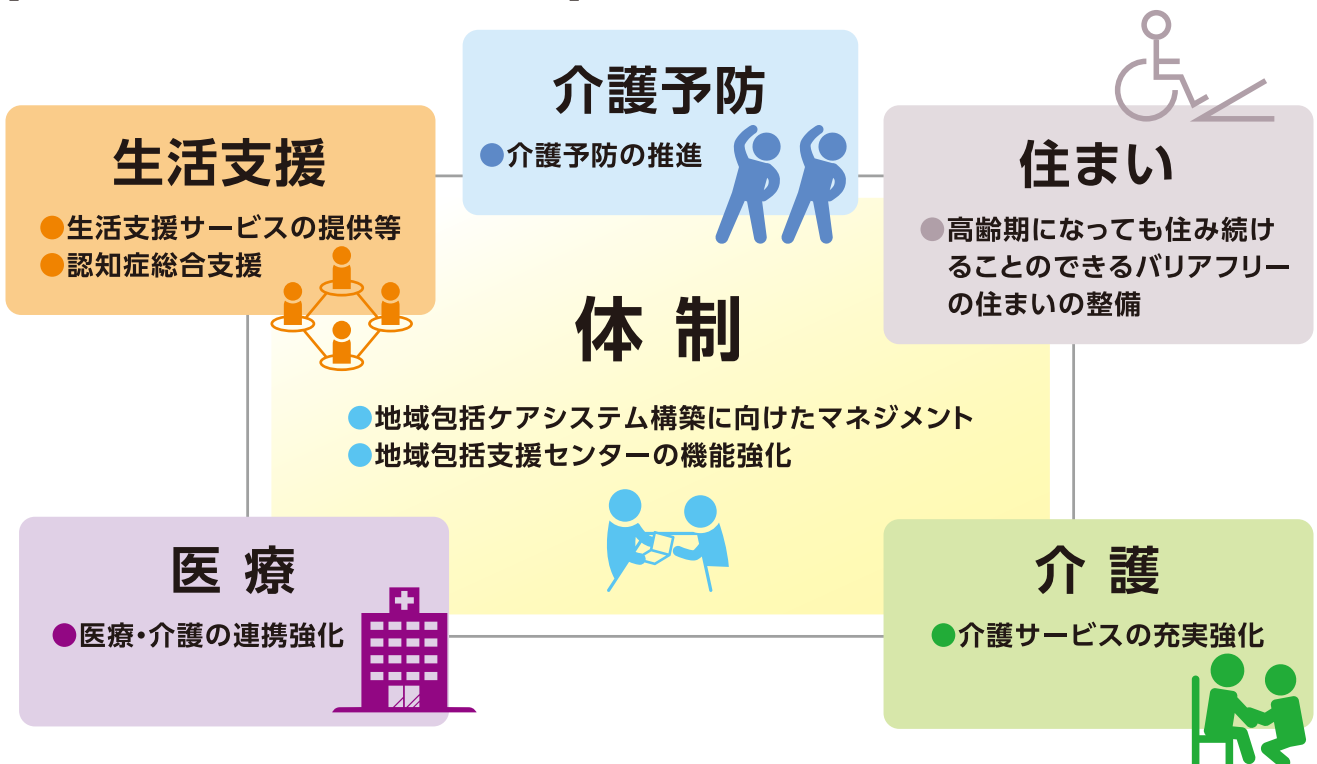 介護予防
●介護予防の推進
生活支援
●生活支援サービスの提供等
●認知症総合支援
住まい
●高齢期になっても住み続け
ることのできるバリアフリー
の住まいの整備
体 制
●地域包括ケアシステム構築に向けたマネジメント
●地域包括支援センターの機能強化
医 療
●医療・介護の連携強化
介 護
●介護サービスの充実強化